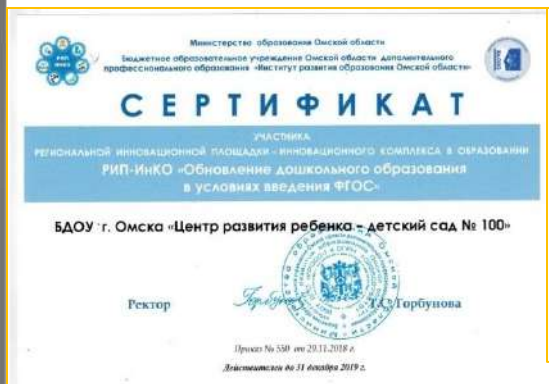 Министерство образования Омской области
Бюджетное образовательное учреждение Омской области дополнительного
профессионального образования «Институт развития образования Омской области»
РИП
ИнКО
СЕРТИФИКАТ
УЧАСТНИКА
РЕГИОНАЛЬНОЙ ИННОВАЦИОННОЙ ПЛОЩАДКИ – ИННОВАЦИОННОГО КОМПЛЕКСА В ОБРАЗОВАНИИ
РИП-ИнКО «Обновление дошкольного образования
в условиях введения ФГОС»
БДОУ г. Омска «Центр развития ребенка – детский сад № 100»
Ректор
Т.С. Горбунова
Приказ № 550 от 29.11.2018 г.
Действителен до 31 декабря 2019 г.